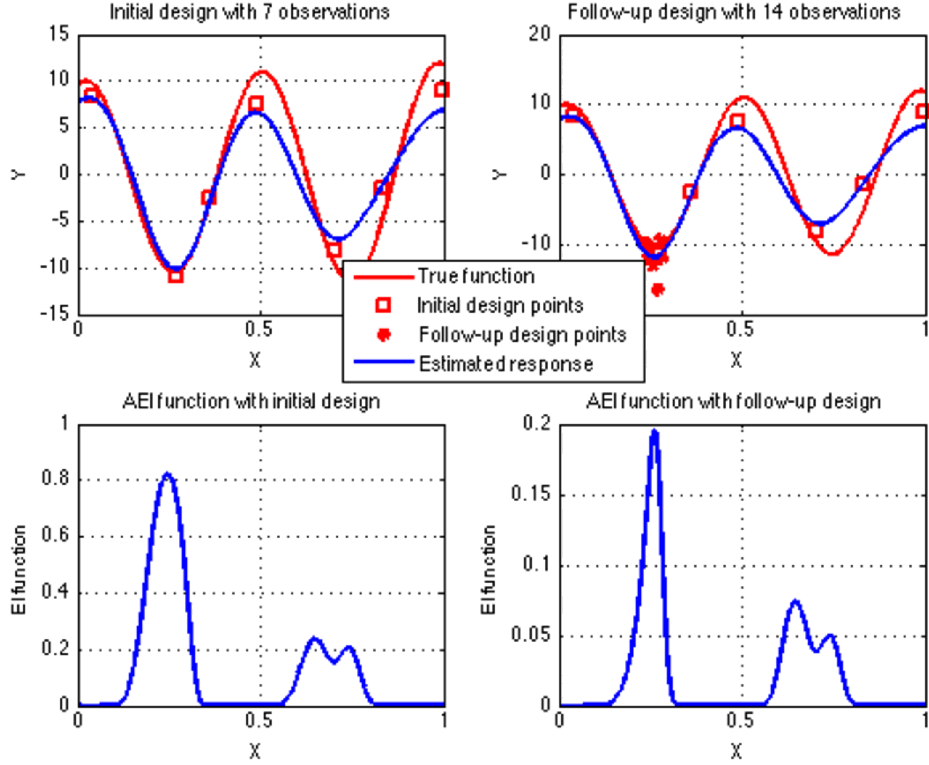 Initial design with 7 observations
15
10
5
0
-5
-10
-15
Y
0
0.5
1
X
Follow-up design with 14 observations
20
10
0
-10
-20
Y
0.5
1
X
True function
Initial design points
Follow-up design points
Estimated response
AEI function with initial design
1
0.8
0.6
0.4
0.2
0
EI function
0
0.5
1
X
AEI function with follow-up design
0.2
0.15
0.1
0.05
0
EI function
0
0.5
1
X